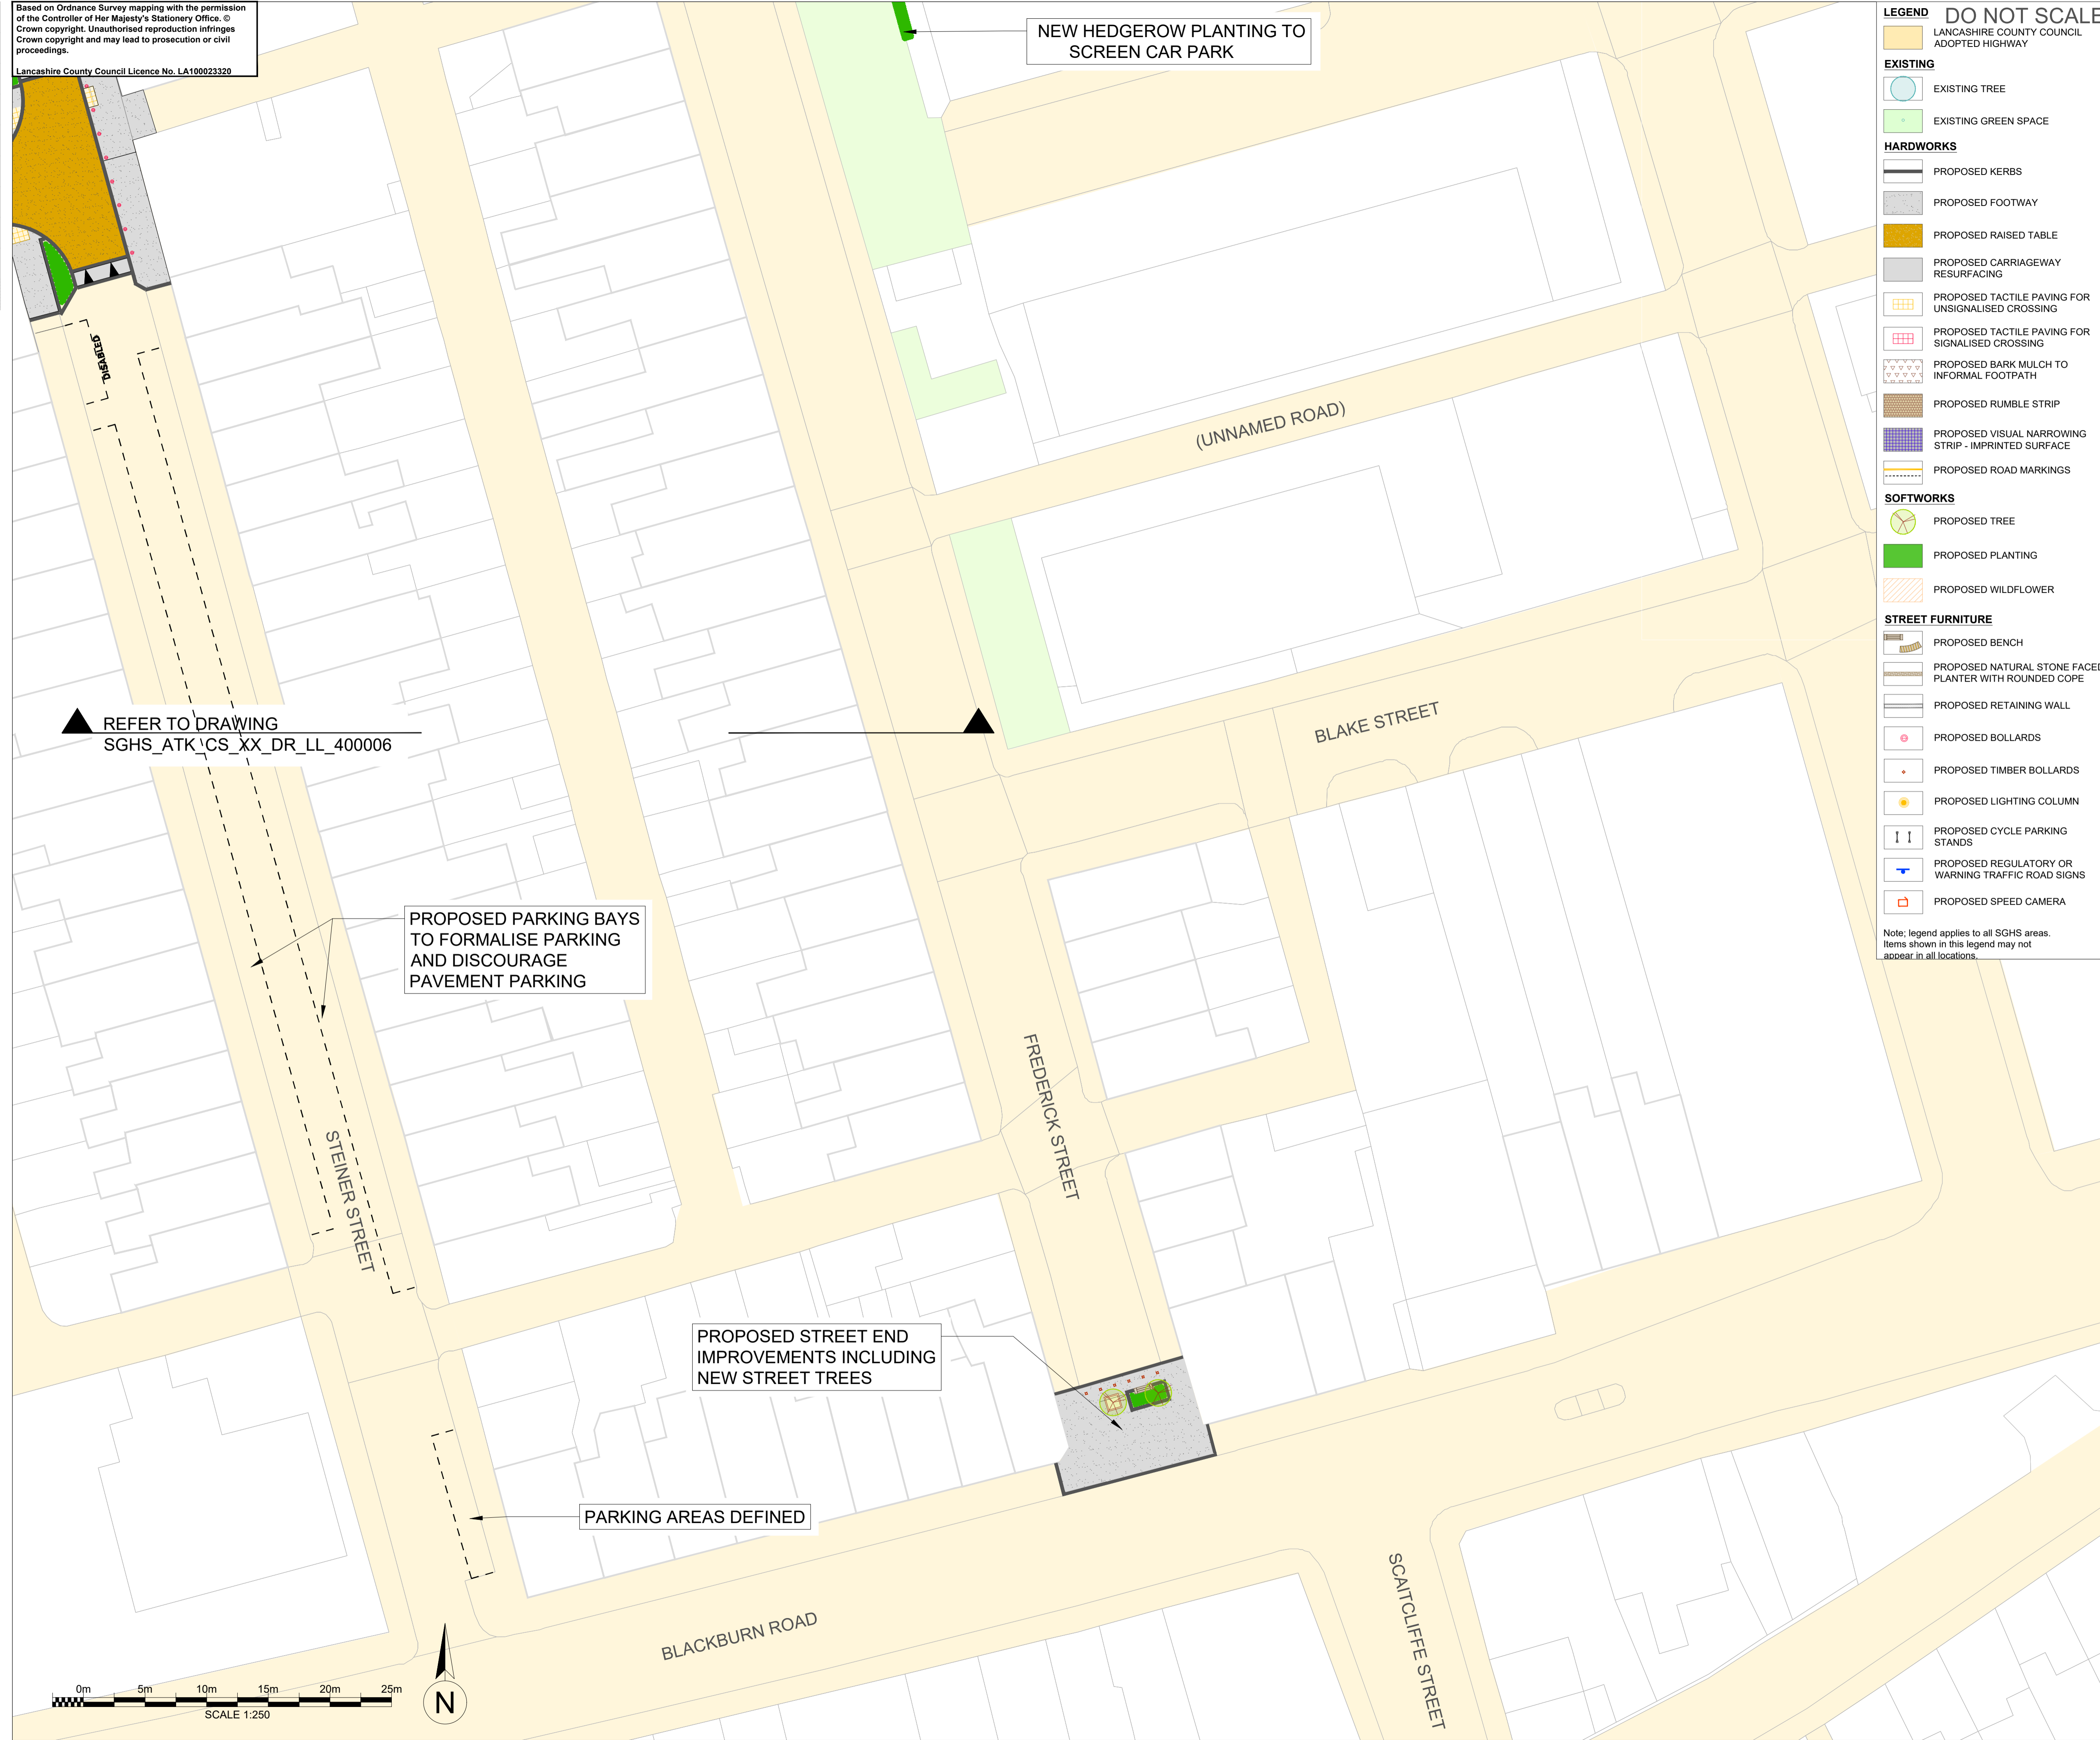 Based on Ordnance Survey mapping with the permission
of the Controller of Her Majesty's Stationery Office. ©
Crown copyright. Unauthorised reproduction infringes
Crown copyright and may lead to prosecution or civil
proceedings.
Lancashire County Council Licence No. LA100023320
NEW HEDGEROW PLANTING TO
SCREEN CAR PARK
DISABLED
(UNNAMED ROAD)
REFER TO DRAWING
SGHS_ATK_CS_XX_DR_LL_400006
BLAKE STREET
PROPOSED PARKING BAYS
TO FORMALISE PARKING
AND DISCOURAGE
PAVEMENT PARKING
FREDERICK STREET
STEINER STREET
PROPOSED STREET END
IMPROVEMENTS INCLUDING
NEW STREET TREES
PARKING AREAS DEFINED
BLACKBURN ROAD
SCAITCLIFFE STREET
0m 5m 10m 15m 20m 25m
SCALE 1:250
N
LEGEND DO NOT SCALE
LANCASHIRE COUNTY COUNCIL
ADOPTED HIGHWAY
EXISTING
EXISTING TREE
EXISTING GREEN SPACE
HARDWORKS
PROPOSED KERBS
PROPOSED FOOTWAY
PROPOSED RAISED TABLE
PROPOSED CARRIAGEWAY
RESURFACING
PROPOSED TACTILE PAVING FOR
UNSIGNALISED CROSSING
PROPOSED TACTILE PAVING FOR
SIGNALISED CROSSING
PROPOSED BARK MULCH TO
INFORMAL FOOTPATH
PROPOSED RUMBLE STRIP
PROPOSED VISUAL NARROWING
STRIP - IMPRINTED SURFACE
PROPOSED ROAD MARKINGS
SOFTWORKS
PROPOSED TREE
PROPOSED PLANTING
PROPOSED WILDFLOWER
STREET FURNITURE
PROPOSED BENCH
PROPOSED NATURAL STONE FACED
PLANTER WITH ROUNDED COPE
PROPOSED RETAINING WALL
PROPOSED BOLLARDS
PROPOSED TIMBER BOLLARDS
PROPOSED LIGHTING COLUMN
PROPOSED CYCLE PARKING
STANDS
PROPOSED REGULATORY OR
WARNING TRAFFIC ROAD SIGNS
PROPOSED SPEED CAMERA
Note; legend applies to all SGHS areas.
Items shown in this legend may not
appear in all locations.